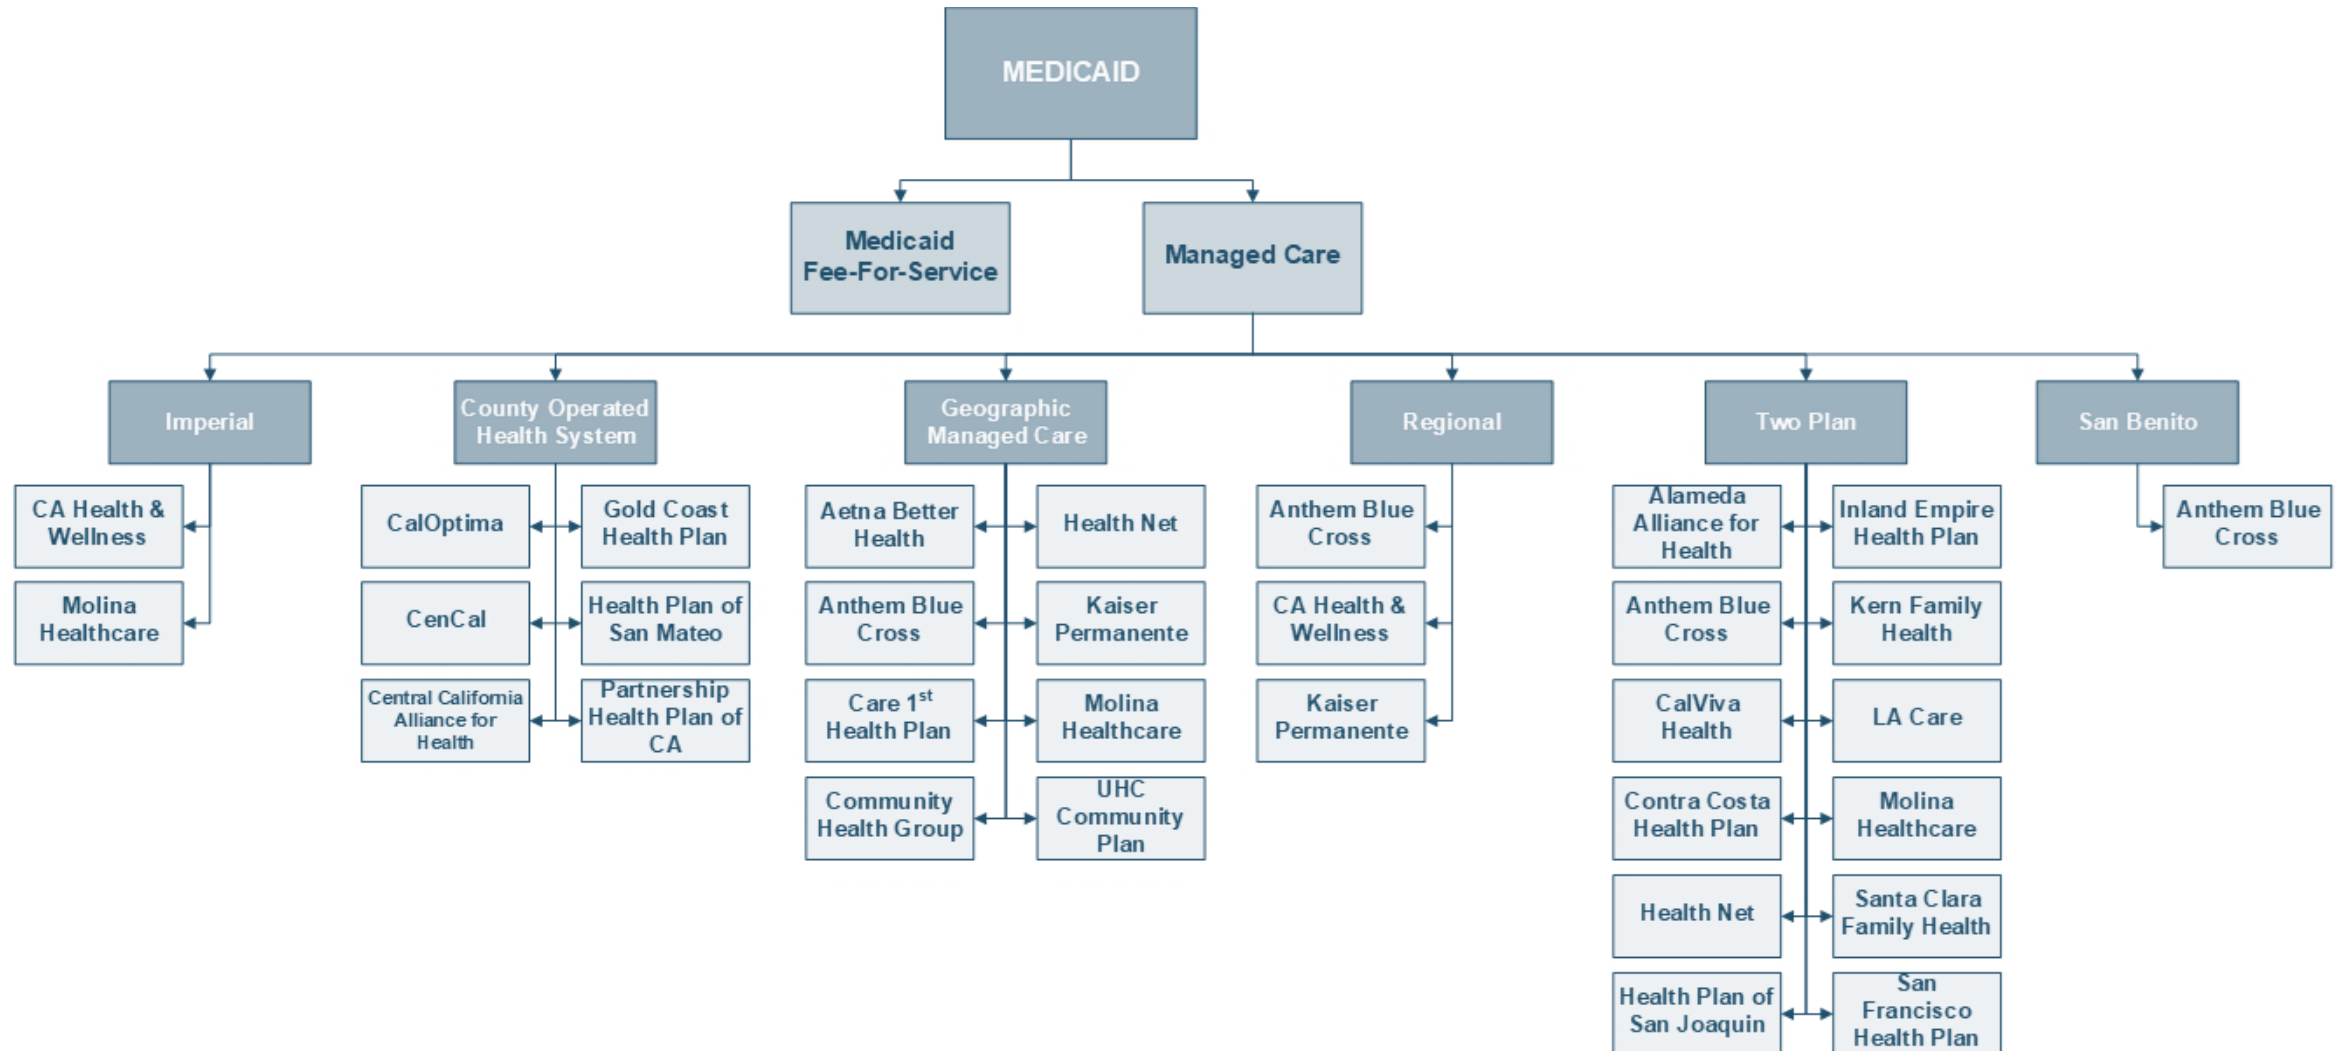 MEDICAID
Medicaid
Fee-For-Service
Managed Care
Imperial
CA Health &
Wellness
Molina
Healthcare
County Operated
Health System
CalOptima
Gold Coast
Health Plan
CenCal
Health Plan of
San Mateo
Central California
Alliance for
Health
Partnership
Health Plan of
CA
Geographic
Managed Care
Aetna Better
Health
Health Net
Anthem Blue
Cross
Kaiser
Permanente
Care 1st
Health Plan
Molina
Healthcare
Community
Health Group
UHC
Community
Plan
Regional
Anthem Blue
Cross
CA Health &
Wellness
Kaiser
Permanente
Two Plan
Alameda
Alliance for
Health
Inland Empire
Health Plan
Anthem Blue
Cross
Kern Family
Health
CalViva
Health
LA Care
Contra Costa
Health Plan
Molina
Healthcare
Health Net
Santa Clara
Family Health
Health Plan of
San Joaquin
San
Francisco
Health Plan
San Benito
Anthem Blue
Cross